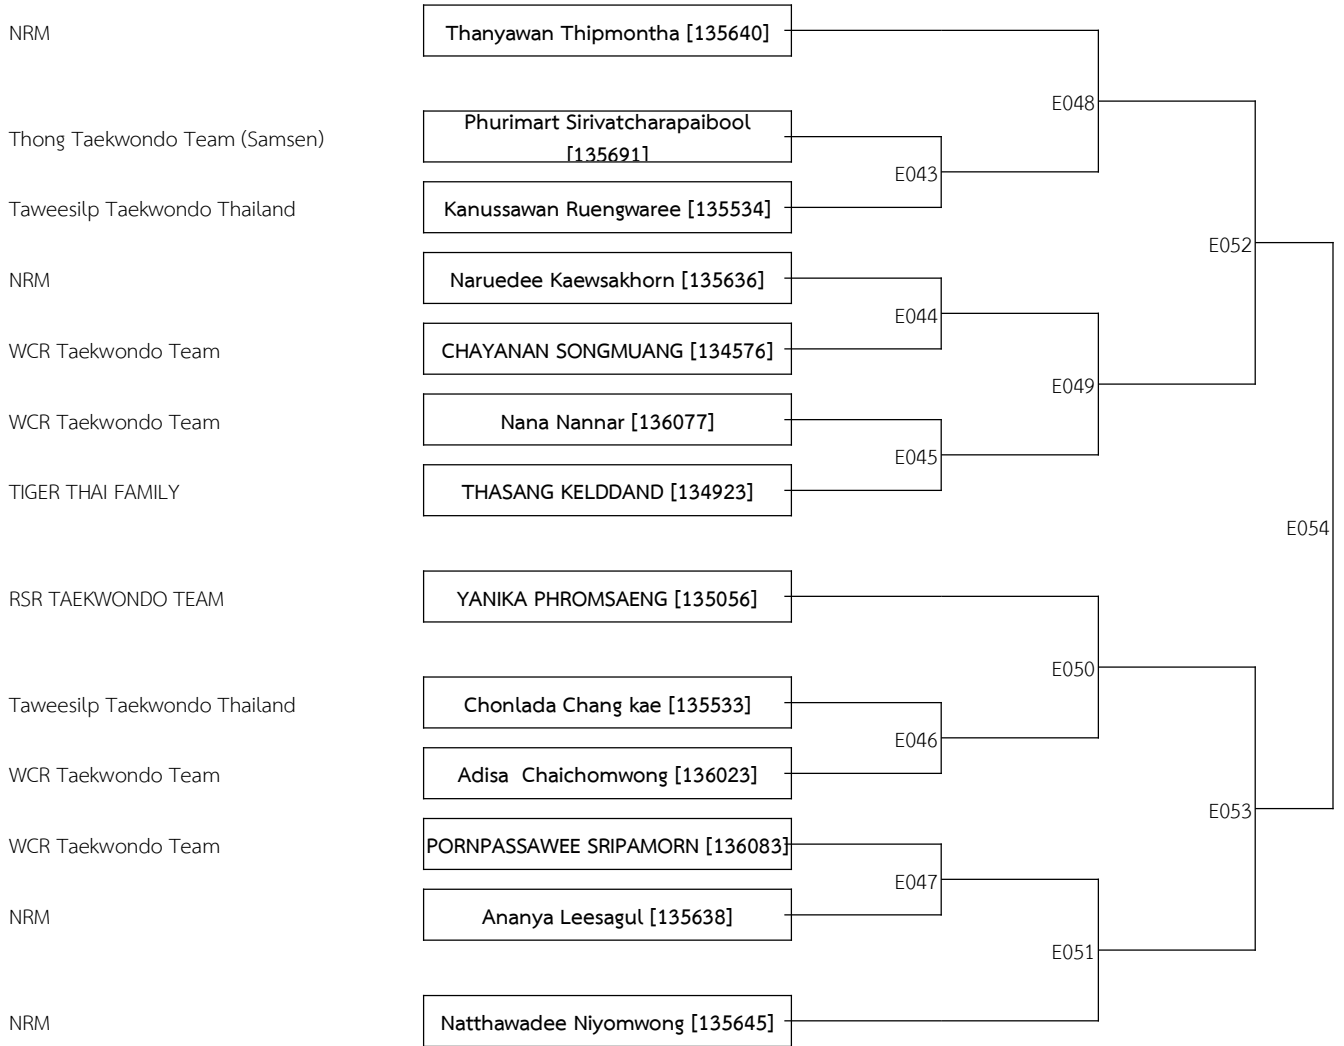 NRM
Thanyawan Thipmontha [135640]
E048
Thong Taekwondo Team (Samsen)
Phurimart Sirivatcharapaibool
[135691]
E043
Taweesilp Taekwondo Thailand
Kanussawan Ruengwaree [135534]
E052
NRM
Naruedee Kaewsakhorn [135636]
E044
WCR Taekwondo Team
CHAYANAN SONGMUANG [134576]
E049
WCR Taekwondo Team
Nana Nannar [136077]
E045
TIGER THAI FAMILY
THASANG KELDDAND [134923]
E054
RSR TAEKWONDO TEAM
YANIKA PHROMSAENG [135056]
E050
Taweesilp Taekwondo Thailand
Chonlada Chang kae [135533]
E046
WCR Taekwondo Team
Adisa  Chaichomwong [136023]
E053
WCR Taekwondo Team
PORNPASSAWEE SRIPAMORN [136083]
E047
NRM
Ananya Leesagul [135638]
E051
NRM
Natthawadee Niyomwong [135645]